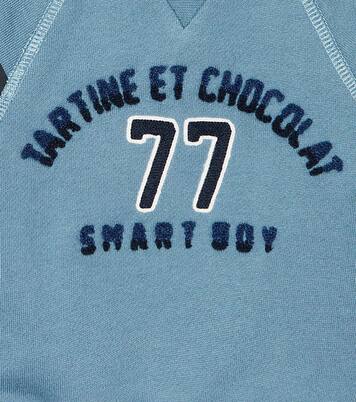 TARTINE ET CHOCOLAT
77
SMART BOY